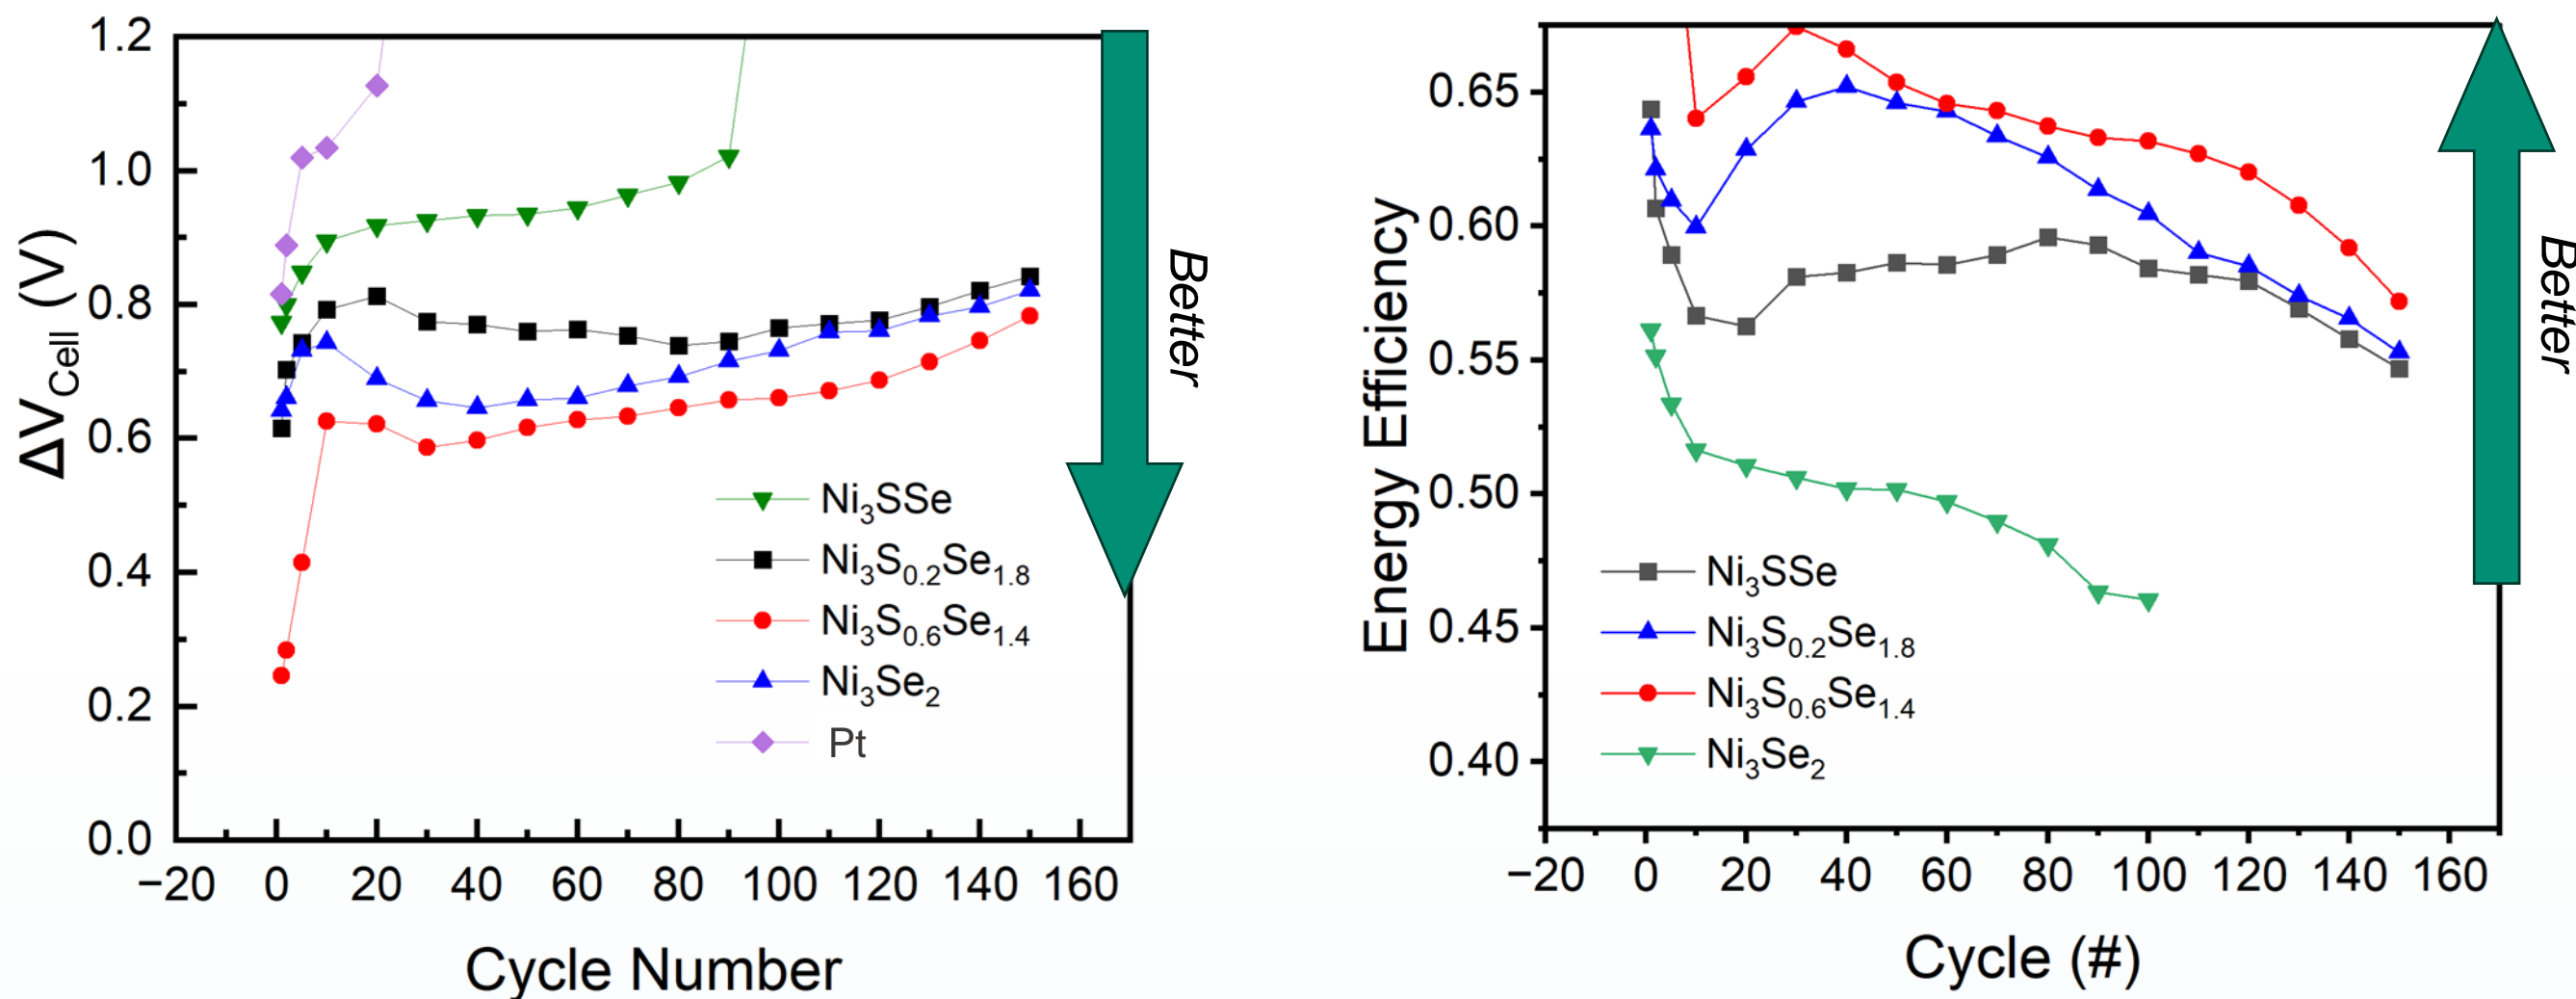 ΔV_Cell (V)
1.2
1.0
0.8
0.6
0.4
0.2
0.0
−20 0 20 40 60 80 100 120 140 160
Cycle Number
Ni₃SSe
Ni₃S₀.₂Se₁.₈
Ni₃S₀.₆Se₁.₄
Ni₃Se₂
Pt
Better
Energy Efficiency
0.65
0.60
0.55
0.50
0.45
0.40
−20 0 20 40 60 80 100 120 140 160
Cycle (#)
Ni₃SSe
Ni₃S₀.₂Se₁.₈
Ni₃S₀.₆Se₁.₄
Ni₃Se₂
Better